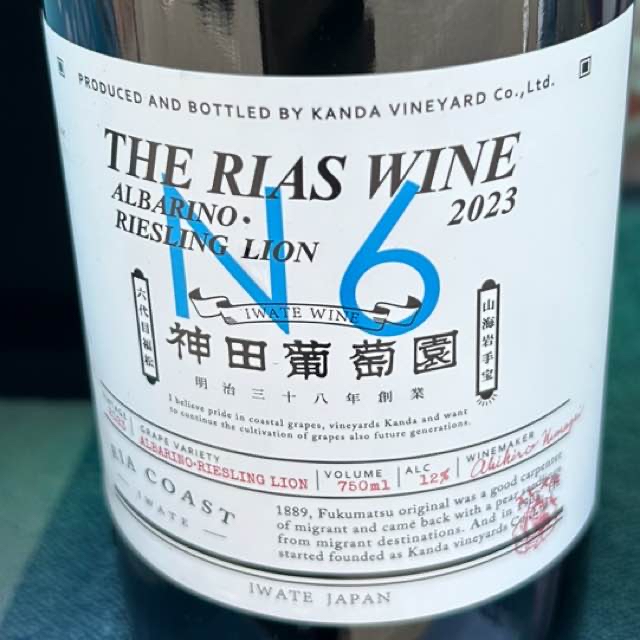 PRODUCED AND BOTTLED BY KANDA VINEYARD Co.,Ltd.
THE RIAS WINE
ALBARINO・
RIESLING LION
2023
N6
IWATE WINE
六代目福松
神田葡萄園
山海岩手宝
明治三十八年創業
I believe pride in coastal grapes, vineyards Kanda and want
to continue the cultivation of grapes also future generations.
GRAPE VARIETY
ALBARINO・RIESLING LION
VOLUME
750ml
ALC
12%
WINEMAKER
RIA COAST
IWATE
1889, Fukumatsu original was a good carpenter
of migrant and came back with a pear
from migrant destinations. And in
started founded as Kanda vineyards
IWATE JAPAN